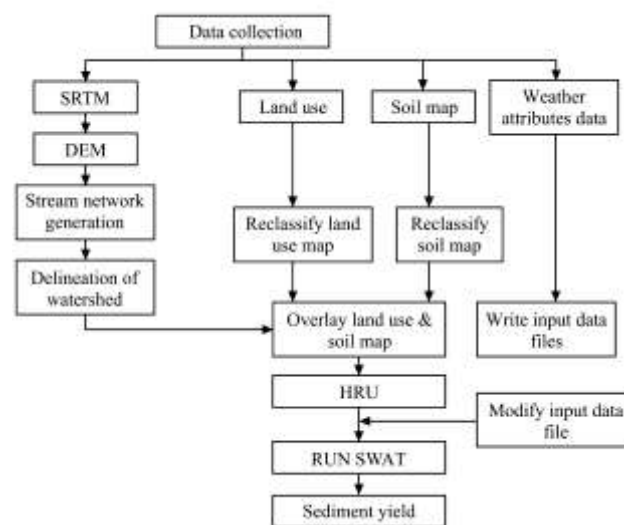 Data collection
SRTM
Land use
Soil map
Weather
attributes data
DEM
Stream network
generation
Reclassify land
use map
Reclassify
soil map
Delineation of
watershed
Overlay land use &
soil map
Write input data
files
HRU
Modify input data
file
RUN SWAT
Sediment yield